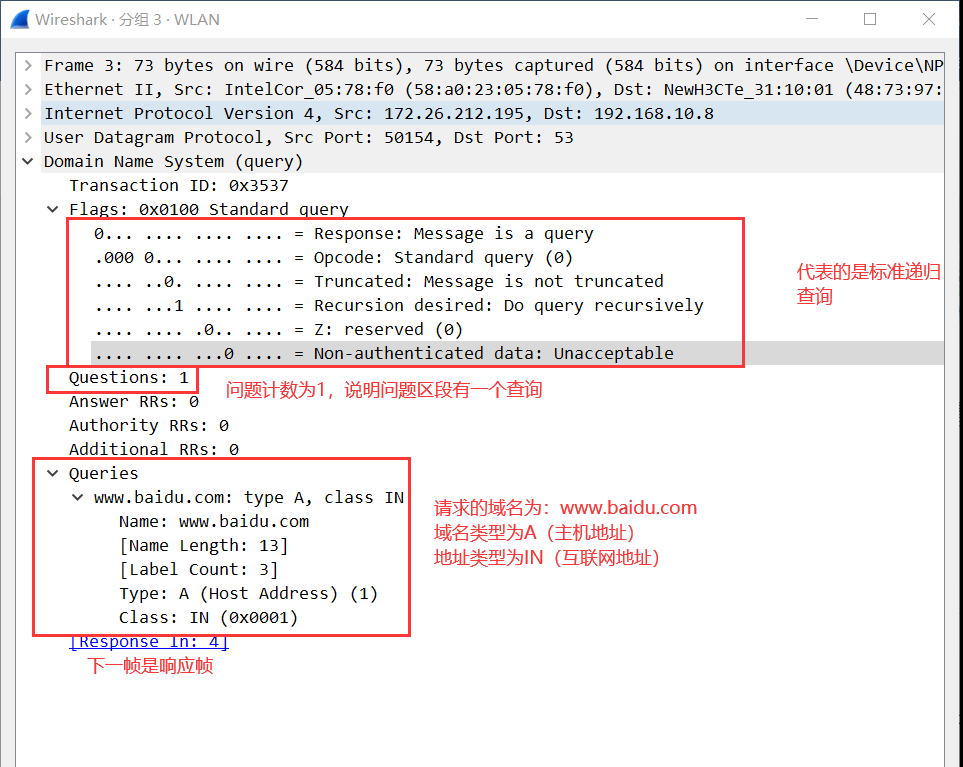 Wireshark · 分组 3 · WLAN
Frame 3: 73 bytes on wire (584 bits), 73 bytes captured (584 bits) on interface \Device\NP
Ethernet II, Src: IntelCor_05:78:f0 (58:a0:23:05:78:f0), Dst: NewH3CTe_31:10:01 (48:73:97:
Internet Protocol Version 4, Src: 172.26.212.195, Dst: 192.168.10.8
User Datagram Protocol, Src Port: 50154, Dst Port: 53
Domain Name System (query)
Transaction ID: 0x3537
Flags: 0x0100 Standard query
0... .... .... .... = Response: Message is a query
.000 0... .... .... = Opcode: Standard query (0)
.... ..0. .... .... = Truncated: Message is not truncated
.... ...1 .... .... = Recursion desired: Do query recursively
.... .... .0.. .... = Z: reserved (0)
.... .... ...0 .... = Non-authenticated data: Unacceptable
代表的是标准递归
查询
Questions: 1
问题计数为1，说明问题区段有一个查询
Answer RRs: 0
Authority RRs: 0
Additional RRs: 0
Queries
www.baidu.com: type A, class IN
Name: www.baidu.com
[Name Length: 13]
[Label Count: 3]
Type: A (Host Address) (1)
Class: IN (0x0001)
请求的域名为：www.baidu.com
域名类型为A（主机地址）
地址类型为IN（互联网地址）
[Response In: 4]
下一帧是响应帧